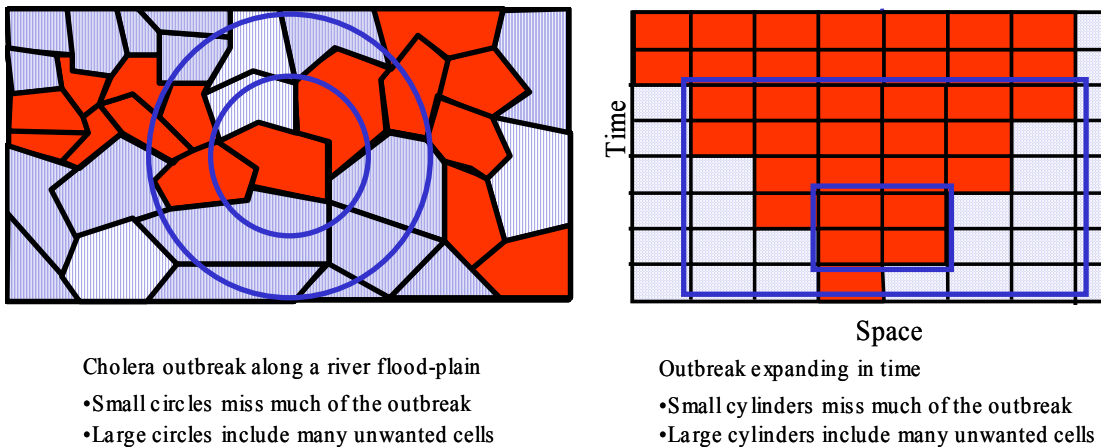 Time
Space
Cholera outbreak along a river flood-plain
•Small circles miss much of the outbreak
•Large circles include many unwanted cells
Outbreak expanding in time
•Small cylinders miss much of the outbreak
•Large cylinders include many unwanted cells